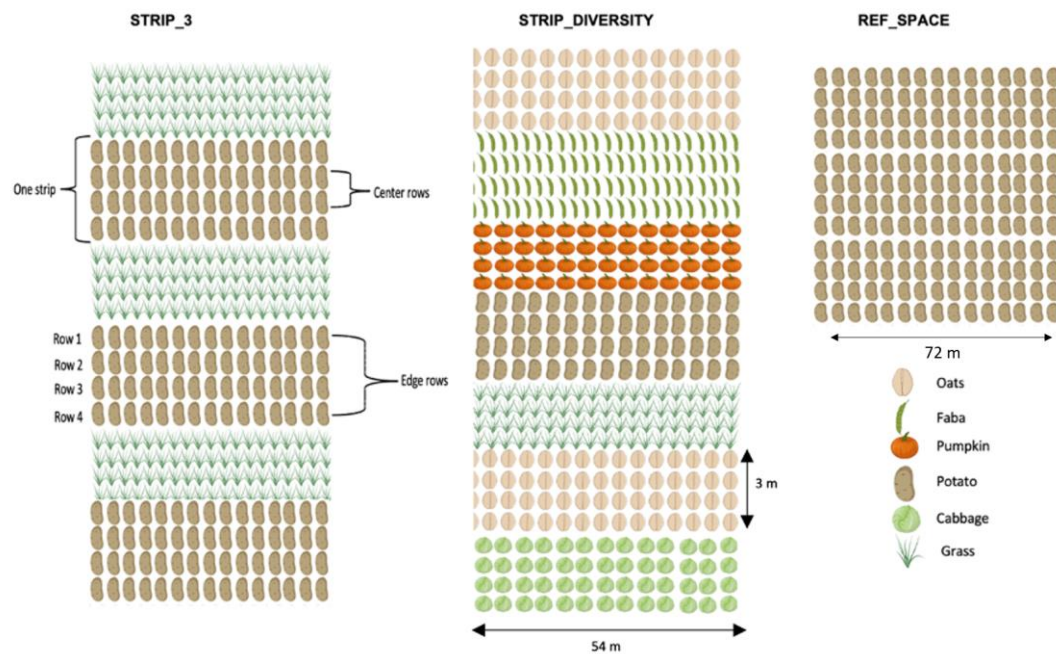 STRIP_3
STRIP_DIVERSITY
REF_SPACE
One strip
Center rows
Row 1
Row 2
Row 3
Row 4
Edge rows
3 m
54 m
72 m
Oats
Faba
Pumpkin
Potato
Cabbage
Grass